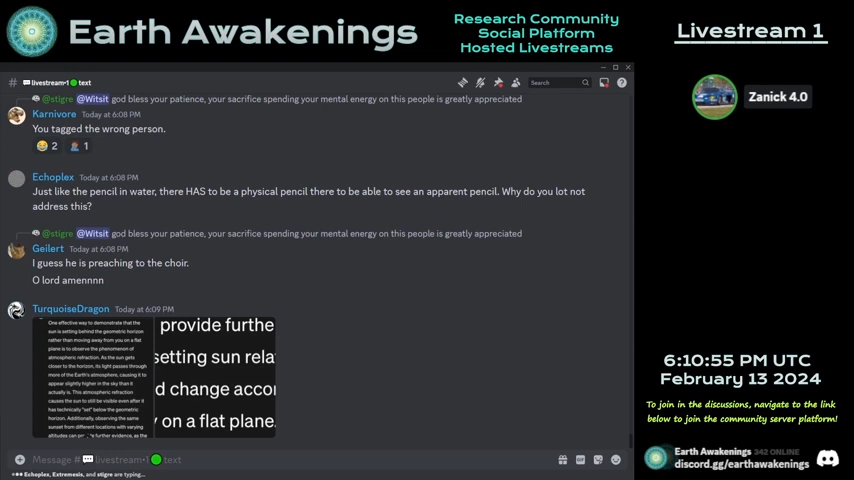 Earth Awakenings
Research Community
Social Platform
Hosted Livestreams
Livestream 1
# livestream-1 text
Search
@stigre @Witsit god bless your patience, your sacrifice spending your mental energy on this people is greatly appreciated
Karnivore Today at 6:08 PM
You tagged the wrong person.
2 1
Echoplex Today at 6:08 PM
Just like the pencil in water, there HAS to be a physical pencil there to be able to see an apparent pencil. Why do you lot not
address this?
@stigre @Witsit god bless your patience, your sacrifice spending your mental energy on this people is greatly appreciated
Geilert Today at 6:08 PM
I guess he is preaching to the choir.
O lord amennnn
TurquoiseDragon Today at 6:09 PM
One effective way to demonstrate that the
sun is setting behind the geometric horizon
rather than moving away from you on a flat
plane is to observe the phenomenon of
atmospheric refraction. As the sun gets
closer to the horizon, its light passes through
more of the Earth's atmosphere, causing it to
appear slightly higher in the sky than it
actually is. This atmospheric refraction
causes the sun to still be visible even after it
has technically "set" below the geometric
horizon. Additionally, observing the same
sunset from different locations with varying
altitudes can further evidence, as the
provide furthe
setting sun rela
d change accor
on a flat plane.
Message # livestream-1 text
GIF
Echoplex, Extremesis, and stigre are typing...
Zanick 4.0
6:10:55 PM UTC
February 13 2024
To join in the discussions, navigate to the link
below to join the community server platform!
Earth Awakenings 342 ONLINE
discord.gg/earthawakenings